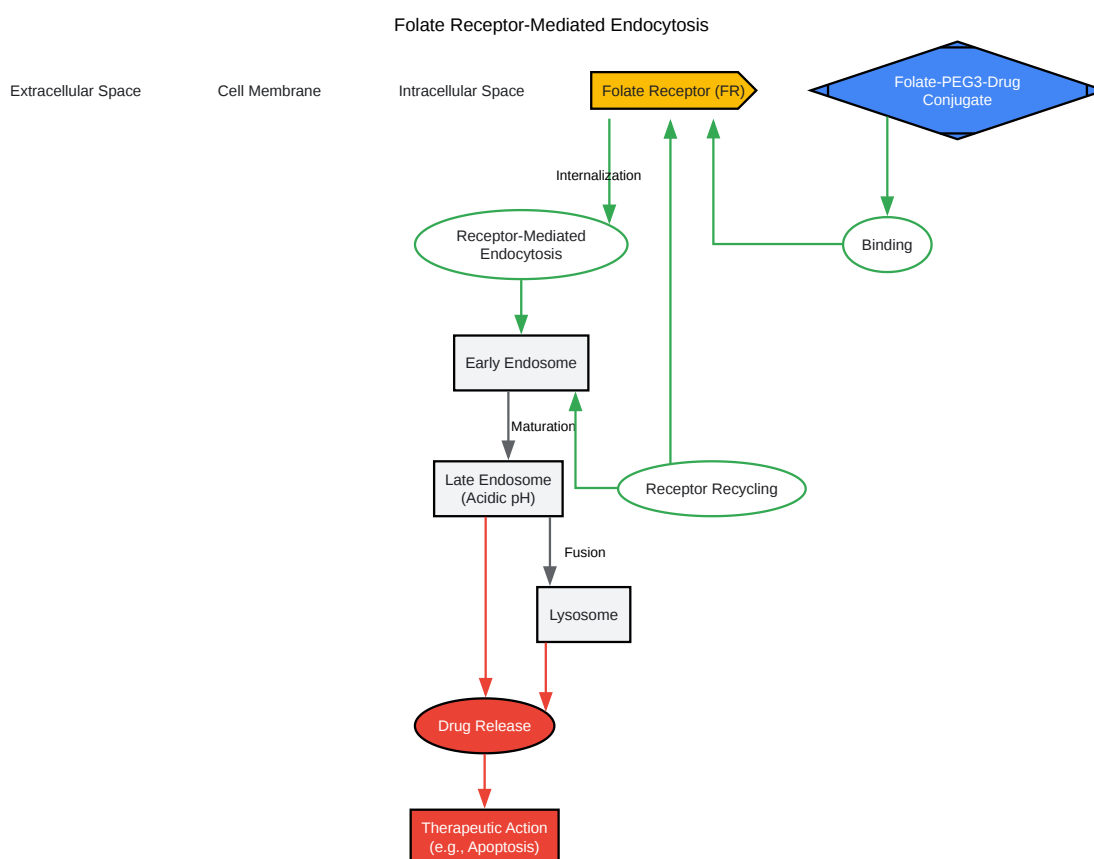 Folate Receptor-Mediated Endocytosis
Extracellular Space
Cell Membrane
Intracellular Space
Folate Receptor (FR)
Folate-PEG3-Drug
Conjugate
Internalization
Receptor-Mediated
Endocytosis
Binding
Early Endosome
Maturation
Late Endosome
(Acidic pH)
Receptor Recycling
Fusion
Lysosome
Drug Release
Therapeutic Action
(e.g., Apoptosis)